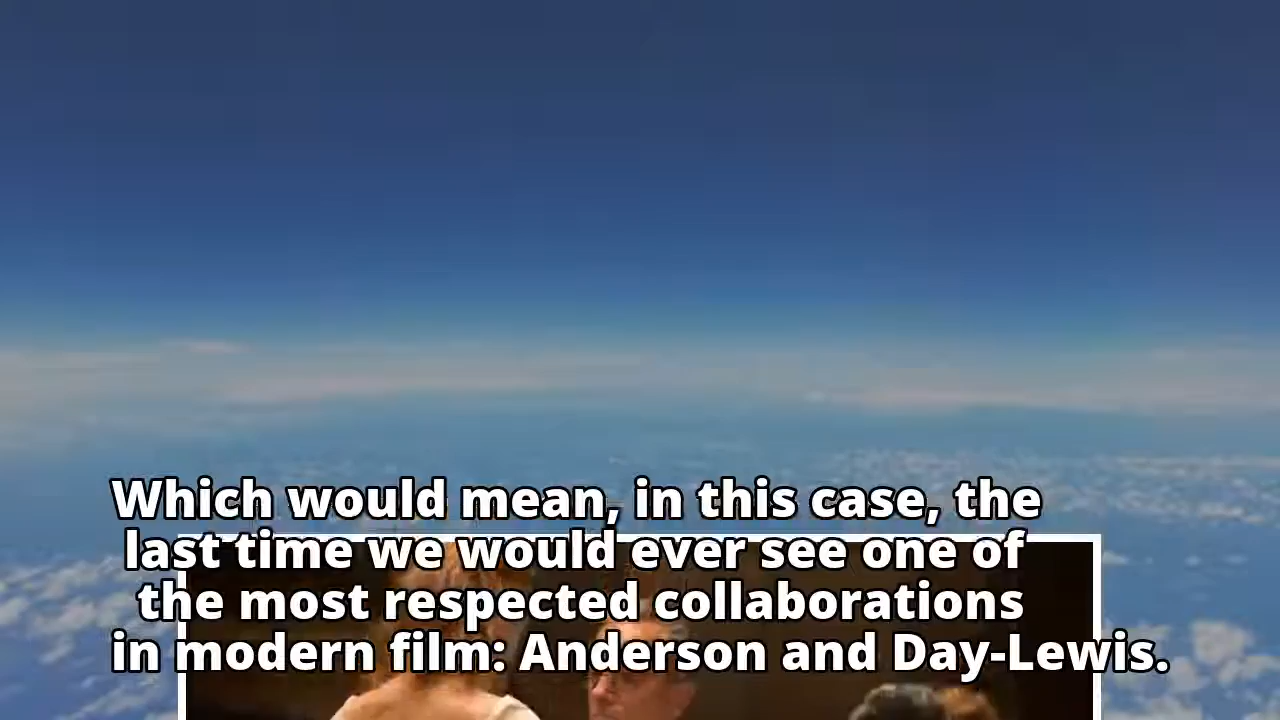 Which would mean, in this case, the
last time we would ever see one of
the most respected collaborations
in modern film: Anderson and Day-Lewis.